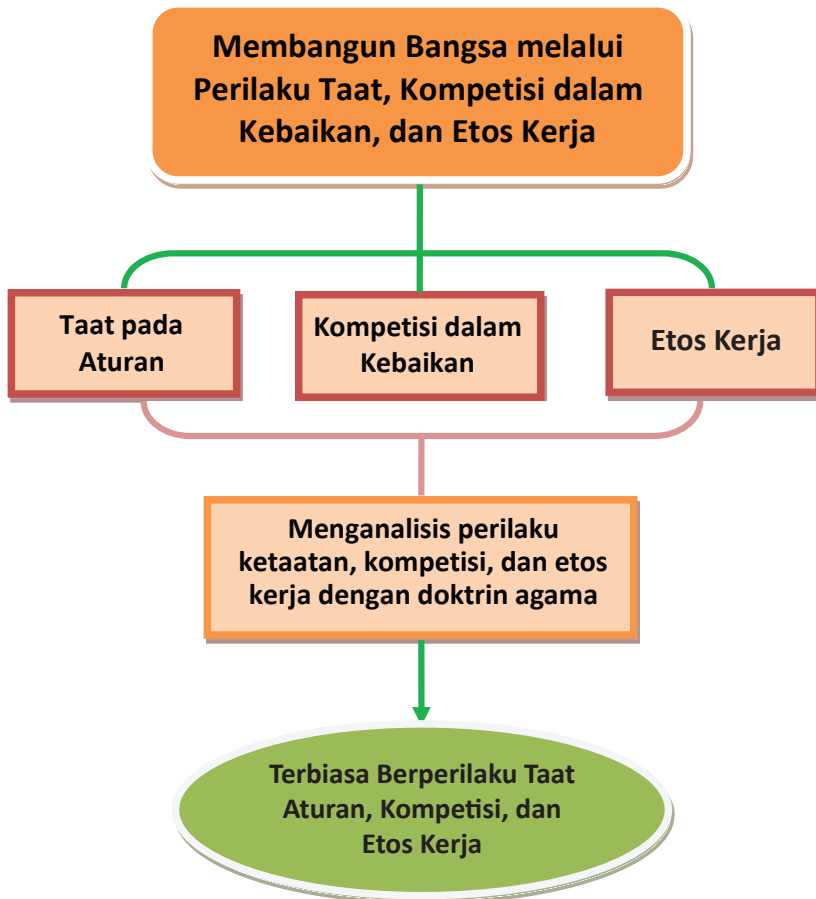 Membangun Bangsa melalui
Perilaku Taat, Kompetisi dalam
Kebaikan, dan Etos Kerja
Taat pada
Aturan
Kompetisi dalam
Kebaikan
Etos Kerja
Menganalisis perilaku
ketaatan, kompetisi, dan etos
kerja dengan doktrin agama
Terbiasa Berperilaku Taat
Aturan, Kompetisi, dan
Etos Kerja